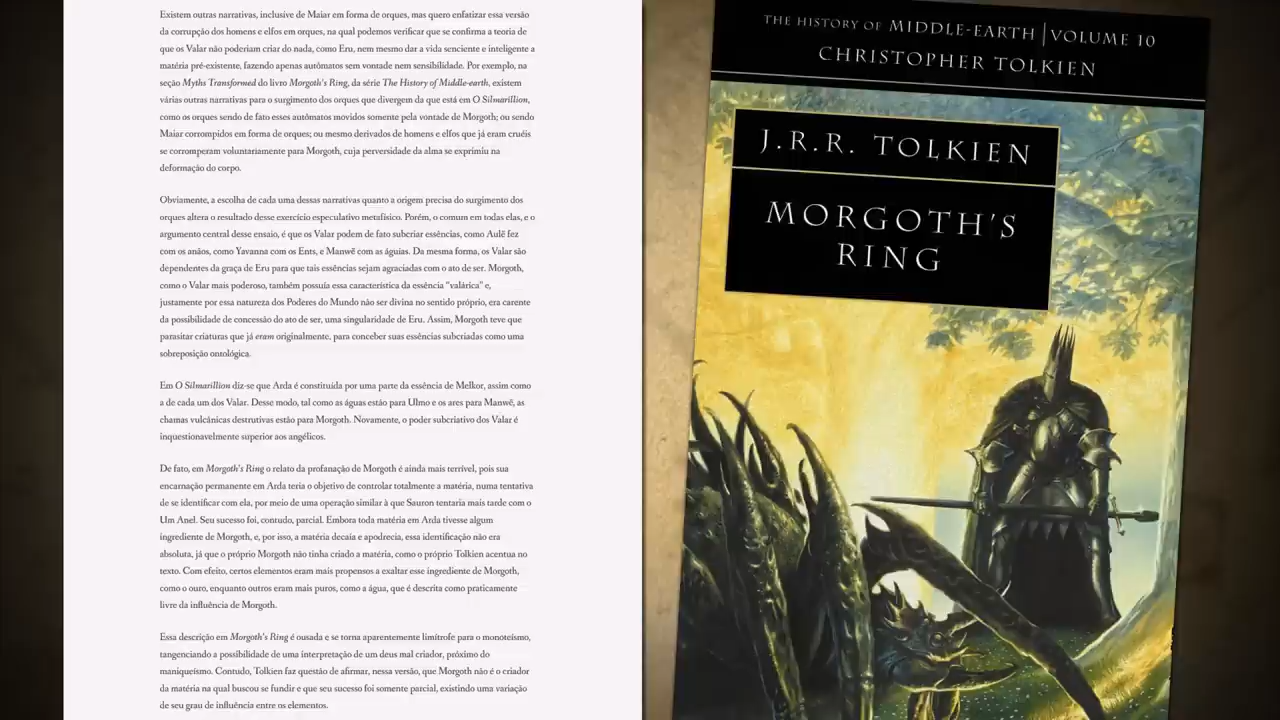 Existem outras narrativas, inclusive de Maiar em forma de orques, mas quero enfatizar essa versão
da corrupção dos homens e elfos em orques, na qual podemos verificar que se confirma a teoria de
que os Valar não poderiam criar do nada, como Eru, nem mesmo dar a vida senciente e inteligente a
matéria pré-existente, fazendo apenas autômatos sem vontade nem sensibilidade. Por exemplo, na
seção Myths Transformed do livro Morgoth's Ring, da série The History of Middle-earth, existem
várias outras narrativas para o surgimento dos orques que divergem da que está em O Silmarillion,
como os orques sendo de fato esses autômatos movidos somente pela vontade de Morgoth; ou sendo
Maiar corrompidos em forma de orques; ou mesmo derivados de homens e elfos que já eram cruéis
se corromperam voluntariamente para Morgoth, cuja perversidade da alma se exprimiu na
deformação do corpo.
Obviamente, a escolha de cada uma dessas narrativas quanto a origem precisa do surgimento dos
orques altera o resultado desse exercício especulativo metafísico. Porém, o comum em todas elas, e o
argumento central desse ensaio, é que os Valar podem de fato subcriar essências, como Aulë fez
com os anãos, como Yavanna com os Ents, e Manwë com as águias. Da mesma forma, os Valar são
dependentes da graça de Eru para que tais essências sejam agraciadas com o ato de ser. Morgoth,
como o Valar mais poderoso, também possuía essa característica da essência "valárica" e,
justamente por essa natureza dos Poderes do Mundo não ser divina no sentido próprio, era carente
da possibilidade de concessão do ato de ser, uma singularidade de Eru. Assim, Morgoth teve que
parasitar criaturas que já eram originalmente, para conceber suas essências subcriadas como uma
sobreposição ontológica.
Em O Silmarillion diz-se que Arda é constituída por uma parte da essência de Melkor, assim como
a de cada um dos Valar. Desse modo, tal como as águas estão para Ulmo e os ares para Manwë, as
chamas vulcânicas destrutivas estão para Morgoth. Novamente, o poder subcriativo dos Valar é
inquestionavelmente superior aos angélicos.
De fato, em Morgoth's Ring o relato da profanação de Morgoth é ainda mais terrível, pois sua
encarnação permanente em Arda teria o objetivo de controlar totalmente a matéria, numa tentativa
de se identificar com ela, por meio de uma operação similar à que Sauron tentaria mais tarde com o
Um Anel. Seu sucesso foi, contudo, parcial. Embora toda matéria em Arda tivesse algum
ingrediente de Morgoth, e, por isso, a matéria decaía e apodrecia, essa identificação não era
absoluta, já que o próprio Morgoth não tinha criado a matéria, como o próprio Tolkien acentua no
texto. Com efeito, certos elementos eram mais propensos a exaltar esse ingrediente de Morgoth,
como o ouro, enquanto outros eram mais puros, como a água, que é descrita como praticamente
livre da influência de Morgoth.
Essa descrição em Morgoth's Ring é ousada e se torna aparentemente limítrofe para o monoteísmo,
tangenciando a possibilidade de uma interpretação de um deus mal criador, próximo do
maniqueísmo. Contudo, Tolkien faz questão de afirmar, nessa versão, que Morgoth não é o criador
da matéria na qual buscou se fundir e que seu sucesso foi somente parcial, existindo uma variação
de seu grau de influência entre os elementos.
THE HISTORY OF MIDDLE-EARTH | VOLUME 10
CHRISTOPHER TOLKIEN
J.R.R. TOLKIEN
MORGOTH'S
RING